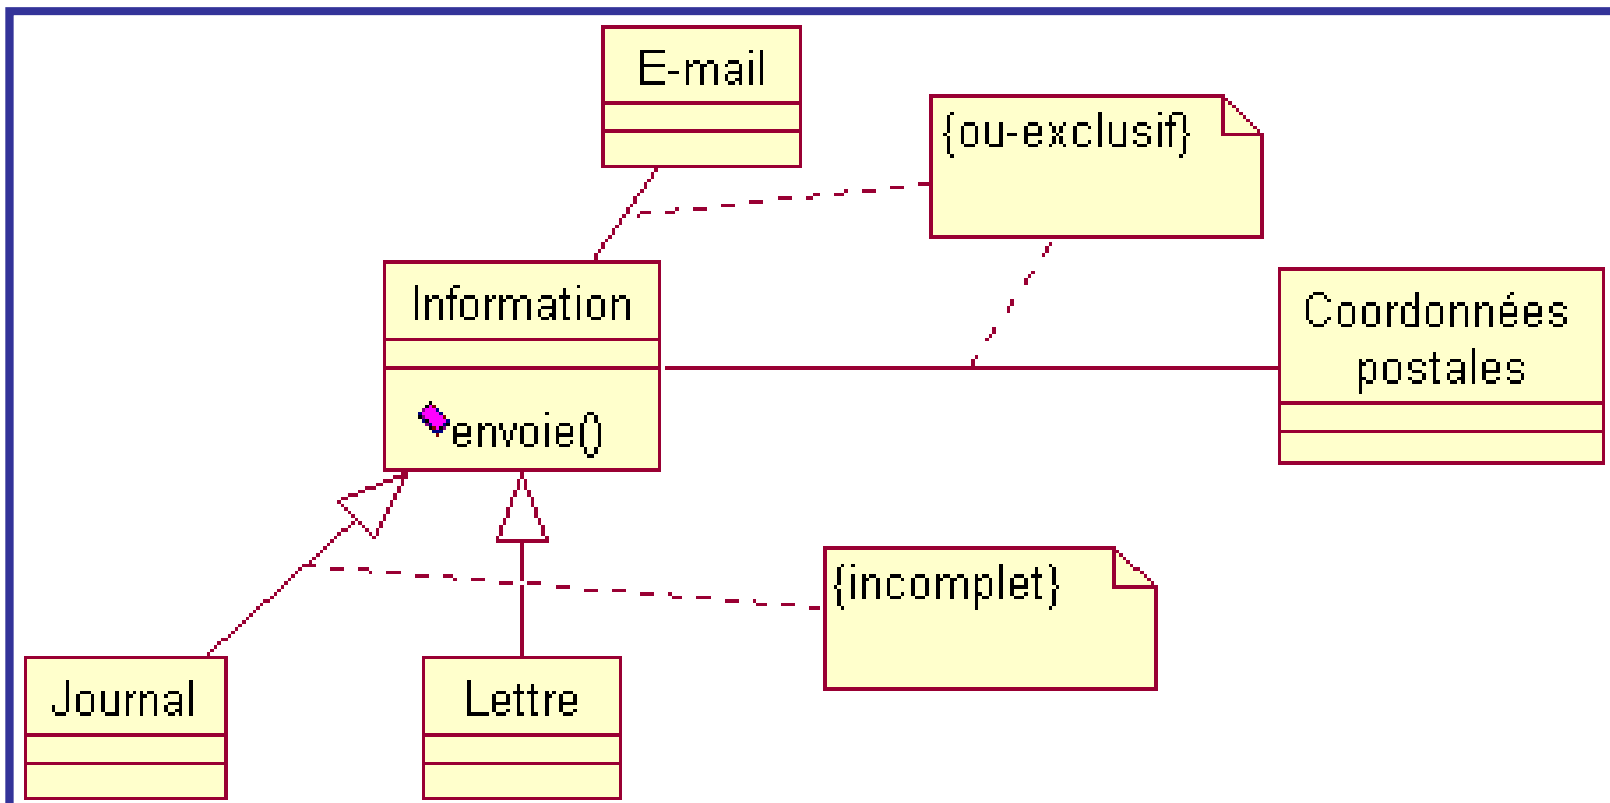 E-mail
{ou-exclusif}
Information
envoie()
Coordonnées
postales
{incomplet}
Journal
Lettre